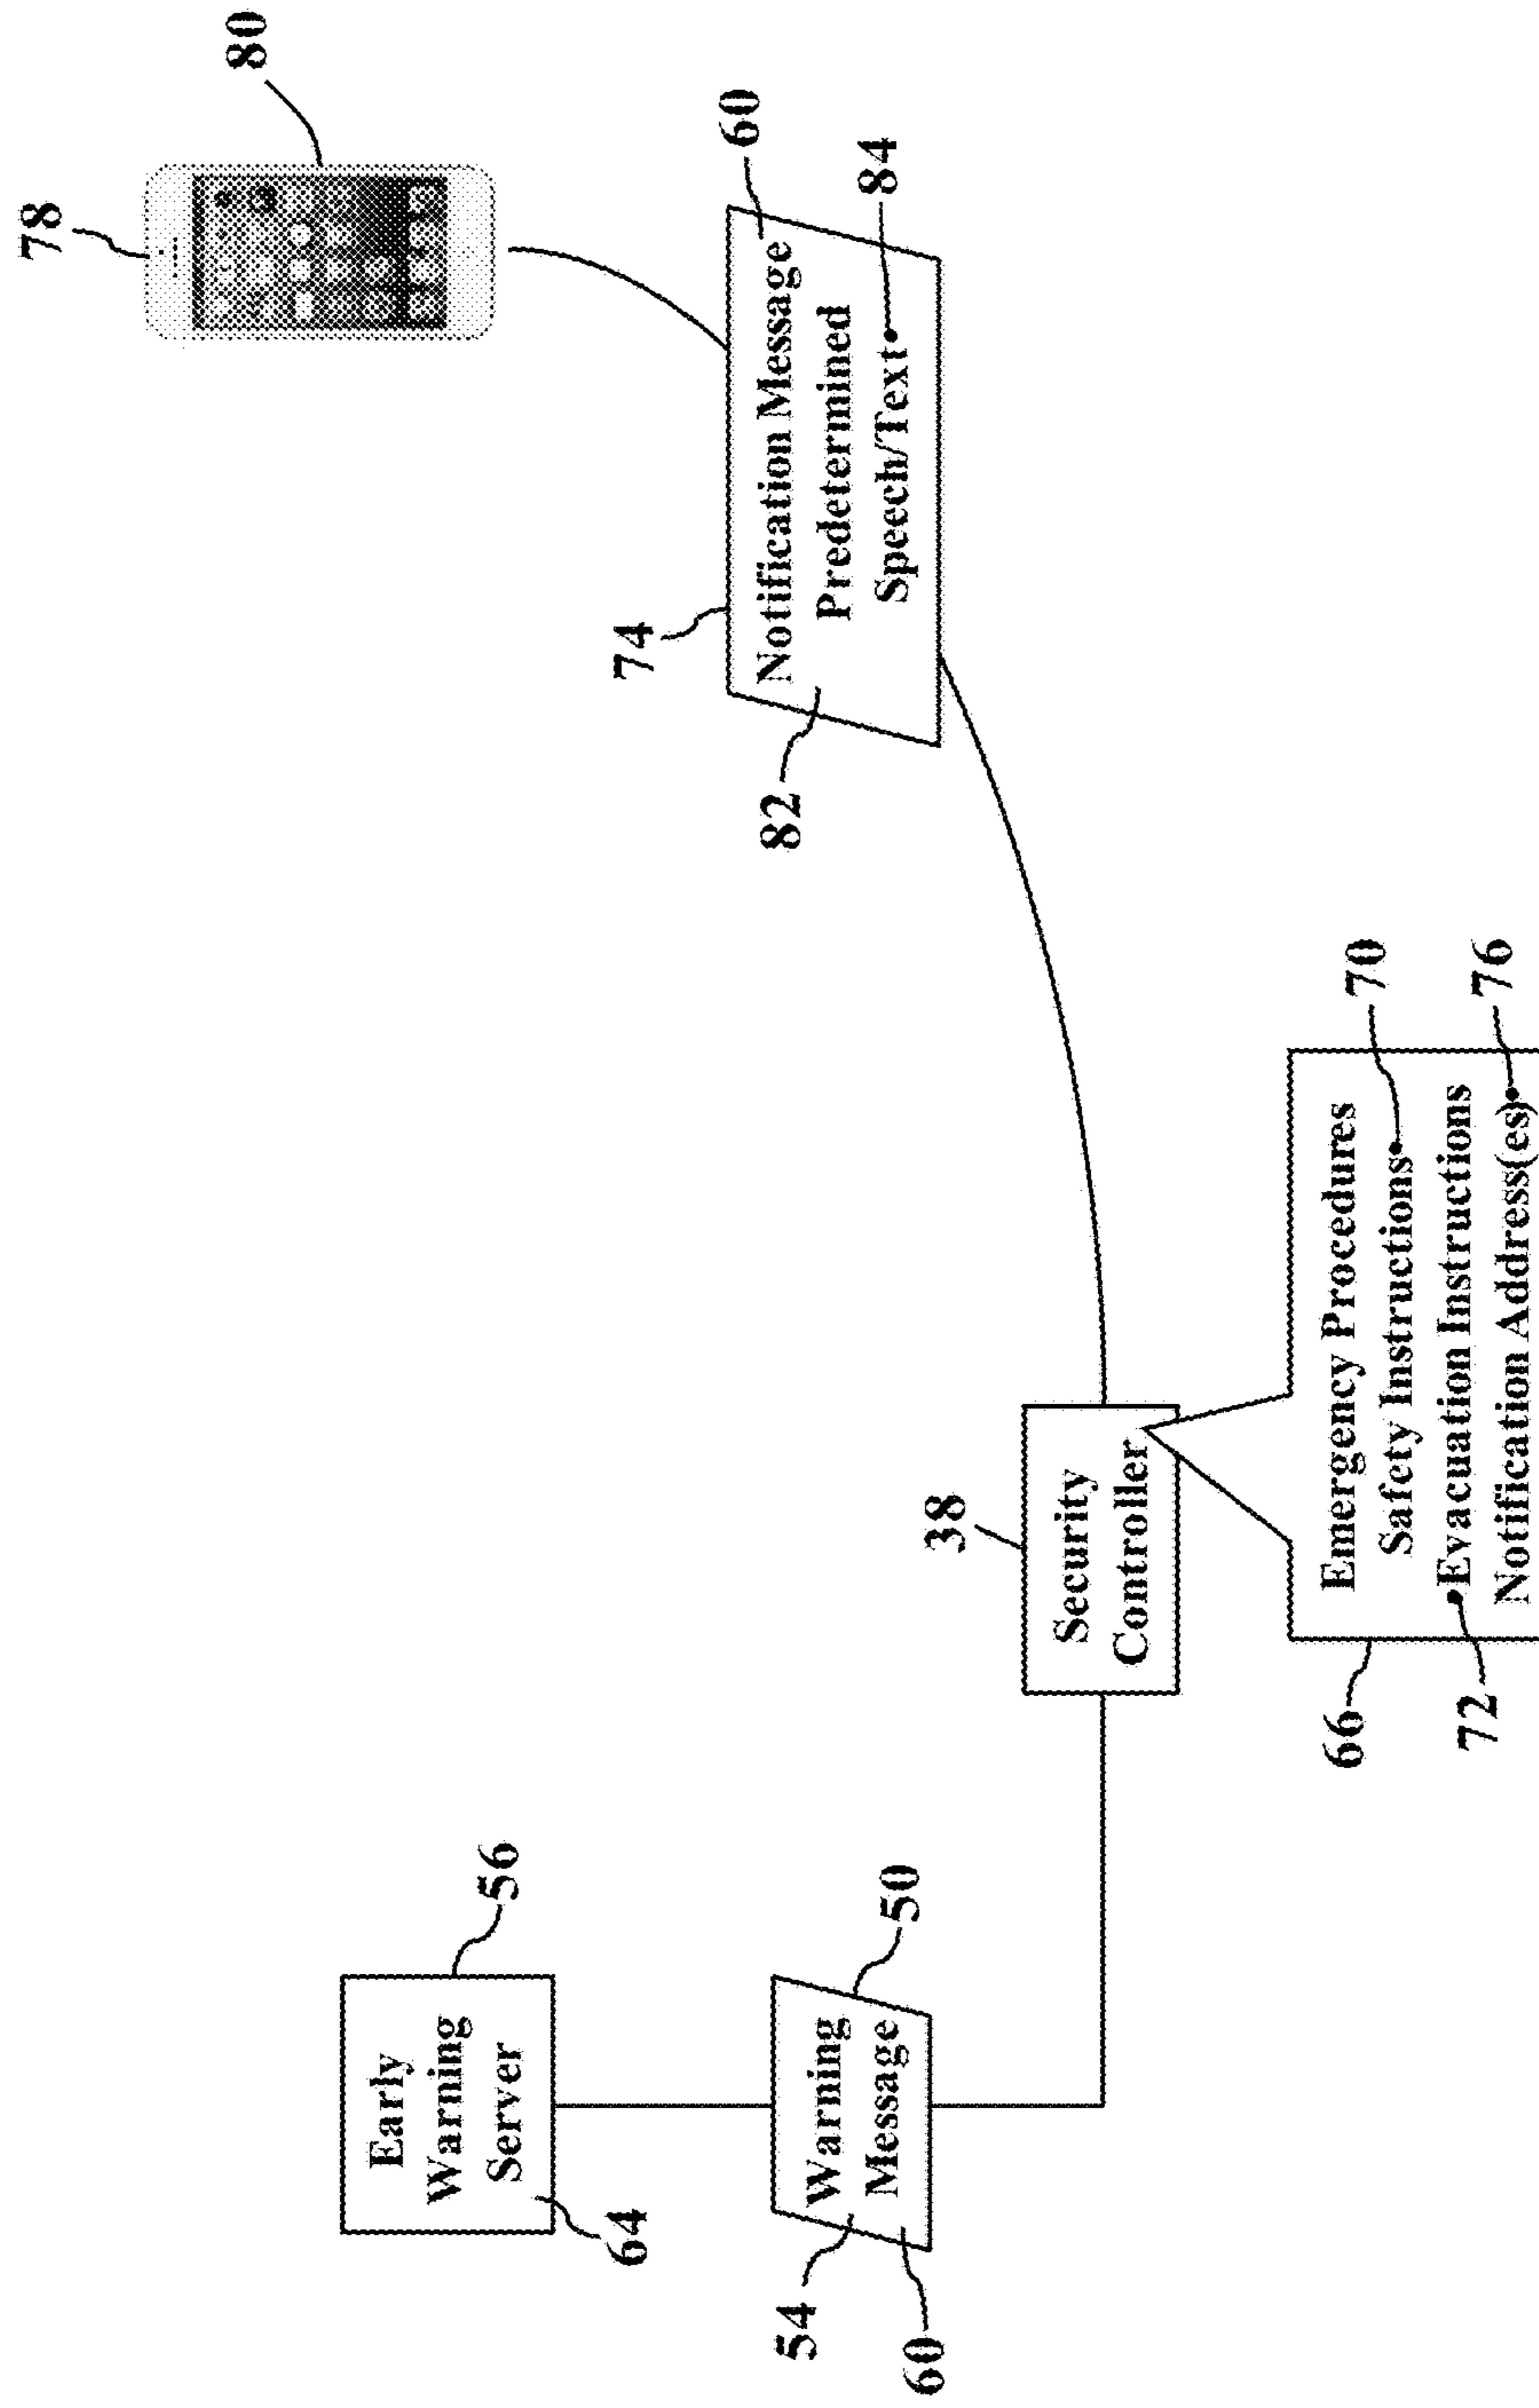 78
80
Early
Warning
Server
56
64
74
Notification Message
60
Predetermined
82
Speech/Text
84
54
Warning
Message
50
60
38
Security
Controller
66
Emergency Procedures
Safety Instructions
70
72
Evacuation Instructions
Notification Address(es)
76